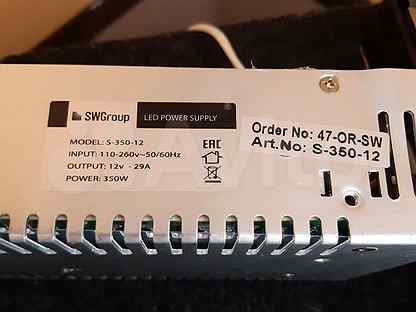 SWGroup
LED POWER SUPPLY
MODEL: S-350-12
INPUT: 110-260v~50/60Hz
OUTPUT: 12v - 29A
POWER: 350W
EAC
Order No: 47-OR-SW
Art.No: S-350-12
Avito